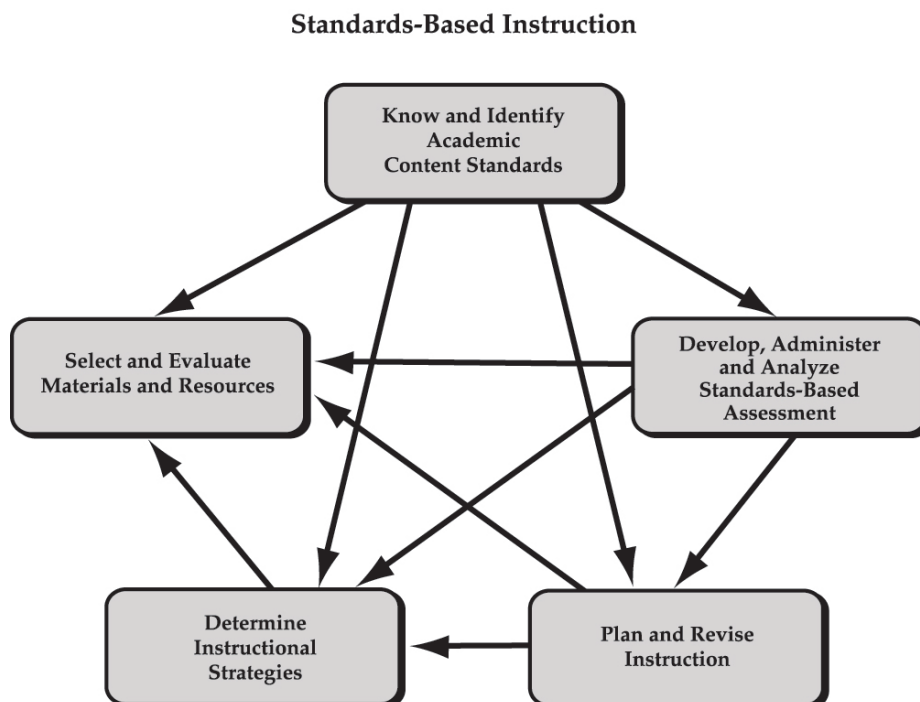 Standards-Based Instruction
Know and Identify
Academic
Content Standards
Select and Evaluate
Materials and Resources
Develop, Administer
and Analyze
Standards-Based
Assessment
Determine
Instructional
Strategies
Plan and Revise
Instruction